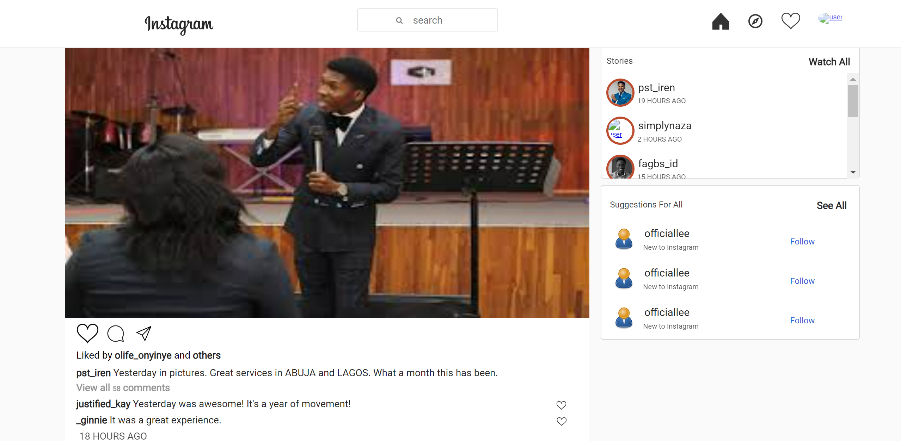 Instagram
search
user
Liked by olife_onyinye and others
pst_iren Yesterday in pictures. Great services in ABUJA and LAGOS. What a month this has been.
View all 58 comments
justified_kay Yesterday was awesome! It's a year of movement!
_ginnie It was a great experience.
18 HOURS AGO
Stories
Watch All
pst_iren
19 HOURS AGO
simplynaza
user
2 HOURS AGO
fagbs_id
15 HOURS AGO
Suggestions For All
See All
officiallee
New to Instagram
Follow
officiallee
New to Instagram
Follow
officiallee
New to Instagram
Follow